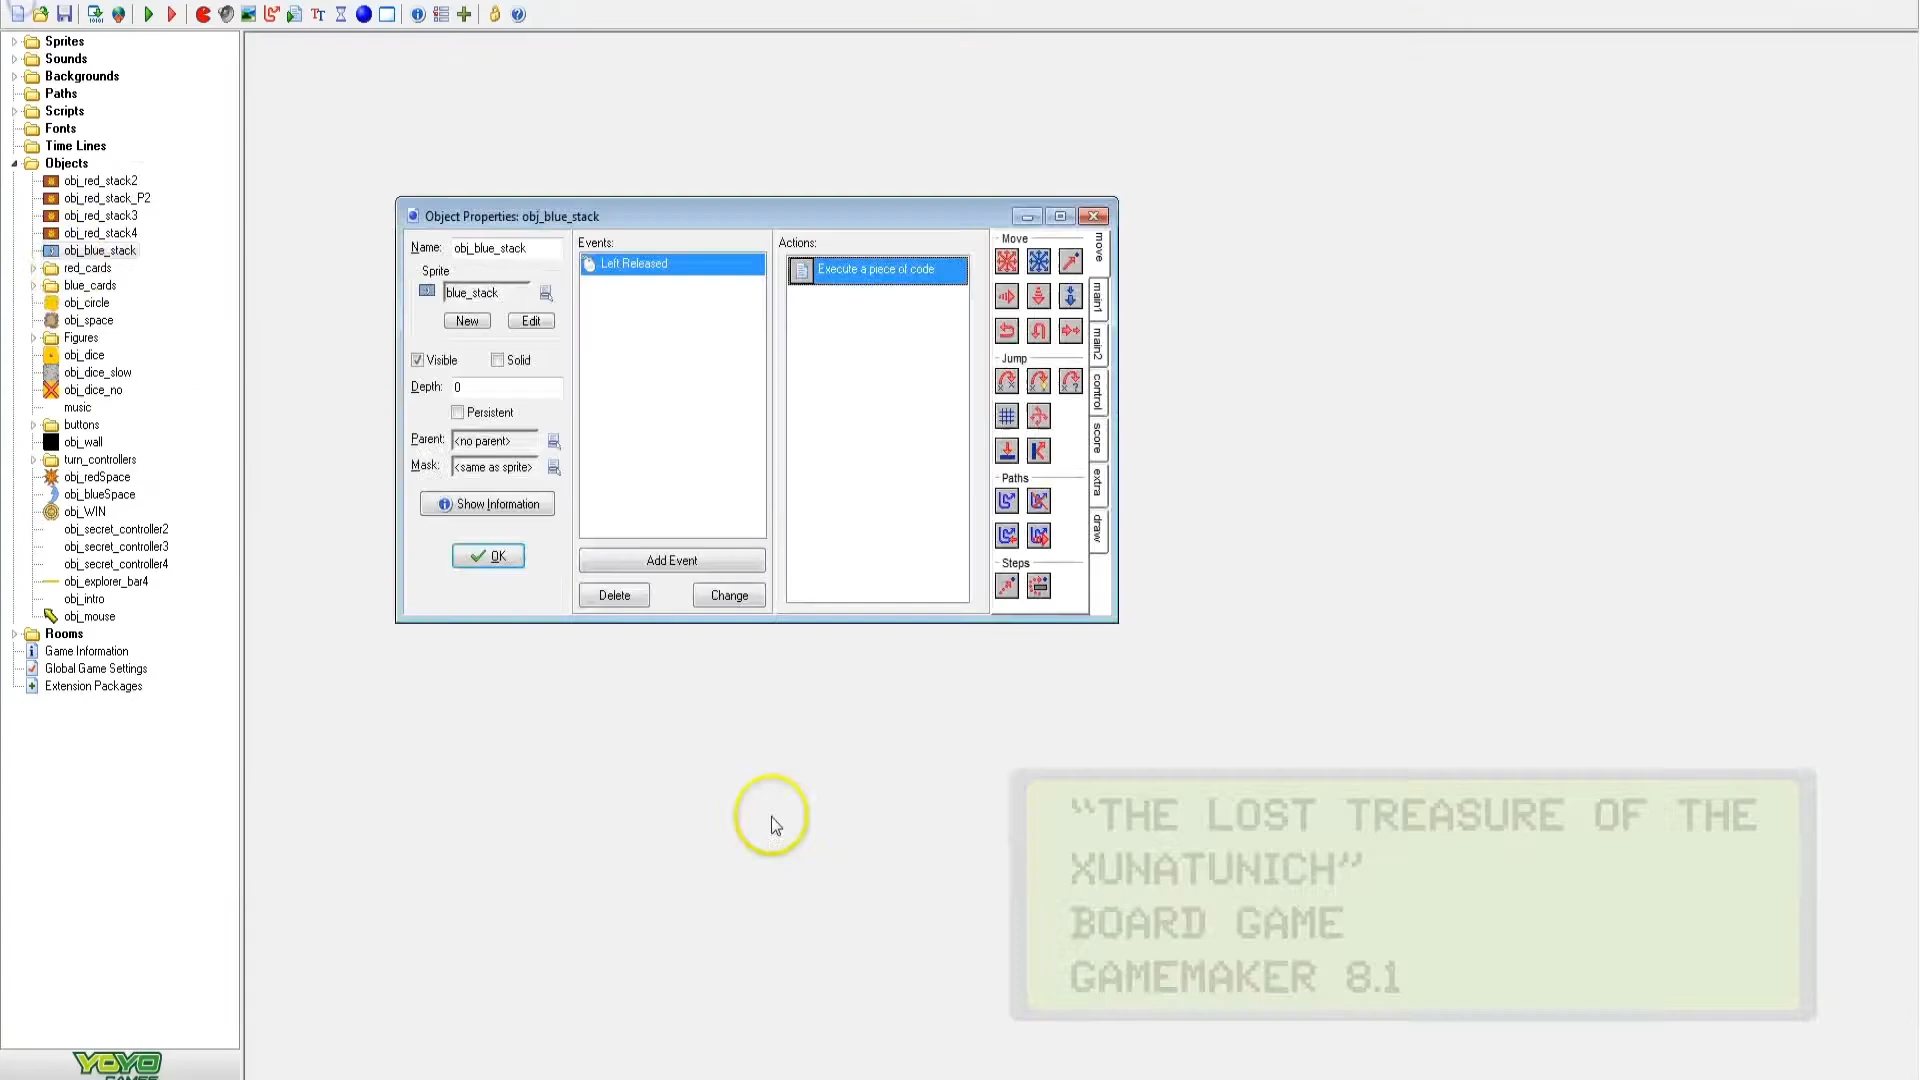 Sprites
Sounds
Backgrounds
Paths
Scripts
Fonts
Time Lines
Objects
obj_red_stack2
obj_red_stack_P2
obj_red_stack3
obj_red_stack4
obj_blue_stack
red_cards
blue_cards
obj_circle
obj_space
Figures
obj_dice
obj_dice_slow
obj_dice_no
music
buttons
obj_wall
turn_controllers
obj_redSpace
obj_blueSpace
obj_WIN
obj_secret_controller2
obj_secret_controller3
obj_secret_controller4
obj_explorer_bar4
obj_intro
obj_mouse
Rooms
Game Information
Global Game Settings
Extension Packages
YOYO
GAMES
Object Properties: obj_blue_stack
Name: obj_blue_stack
Sprite
blue_stack
New Edit
Visible Solid
Depth: 0
Persistent
Parent: <no parent>
Mask: <same as sprite>
Show Information
OK
Events:
Left Released
Add Event
Delete Change
Actions:
Execute a piece of code
Move
Jump
Paths
Steps
move
main1
main2
control
score
extra
draw
“THE LOST TREASURE OF THE
XUNATUNICH”
BOARD GAME
GAMEMAKER 8.1